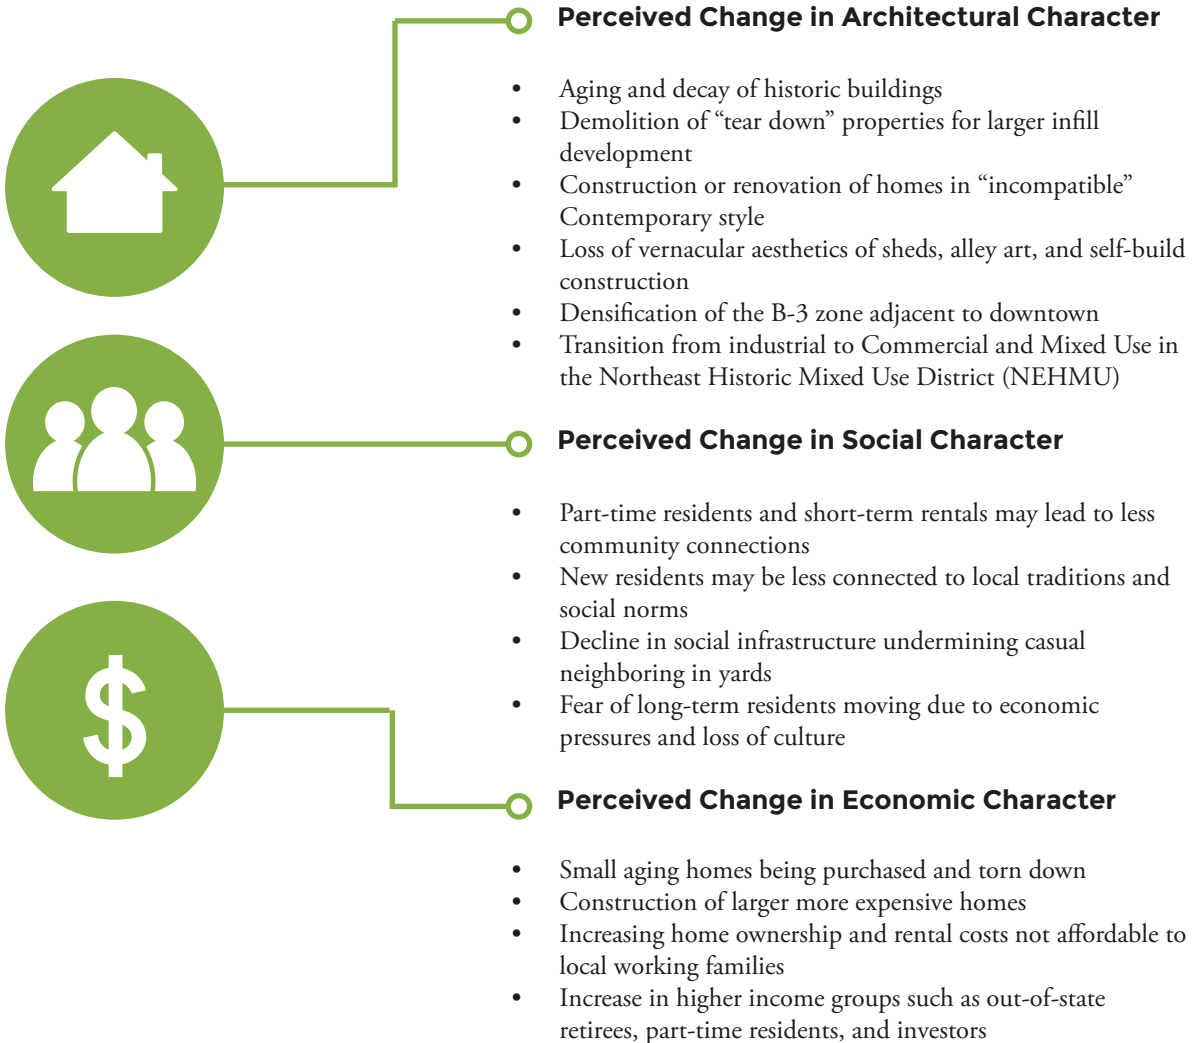 Perceived Change in Architectural Character
• Aging and decay of historic buildings
• Demolition of “tear down” properties for larger infill
development
• Construction or renovation of homes in “incompatible”
Contemporary style
• Loss of vernacular aesthetics of sheds, alley art, and self-build
construction
• Densification of the B-3 zone adjacent to downtown
• Transition from industrial to Commercial and Mixed Use in
the Northeast Historic Mixed Use District (NEHMU)
Perceived Change in Social Character
• Part-time residents and short-term rentals may lead to less
community connections
• New residents may be less connected to local traditions and
social norms
• Decline in social infrastructure undermining casual
neighboring in yards
• Fear of long-term residents moving due to economic
pressures and loss of culture
$
Perceived Change in Economic Character
• Small aging homes being purchased and torn down
• Construction of larger more expensive homes
• Increasing home ownership and rental costs not affordable to
local working families
• Increase in higher income groups such as out-of-state
retirees, part-time residents, and investors